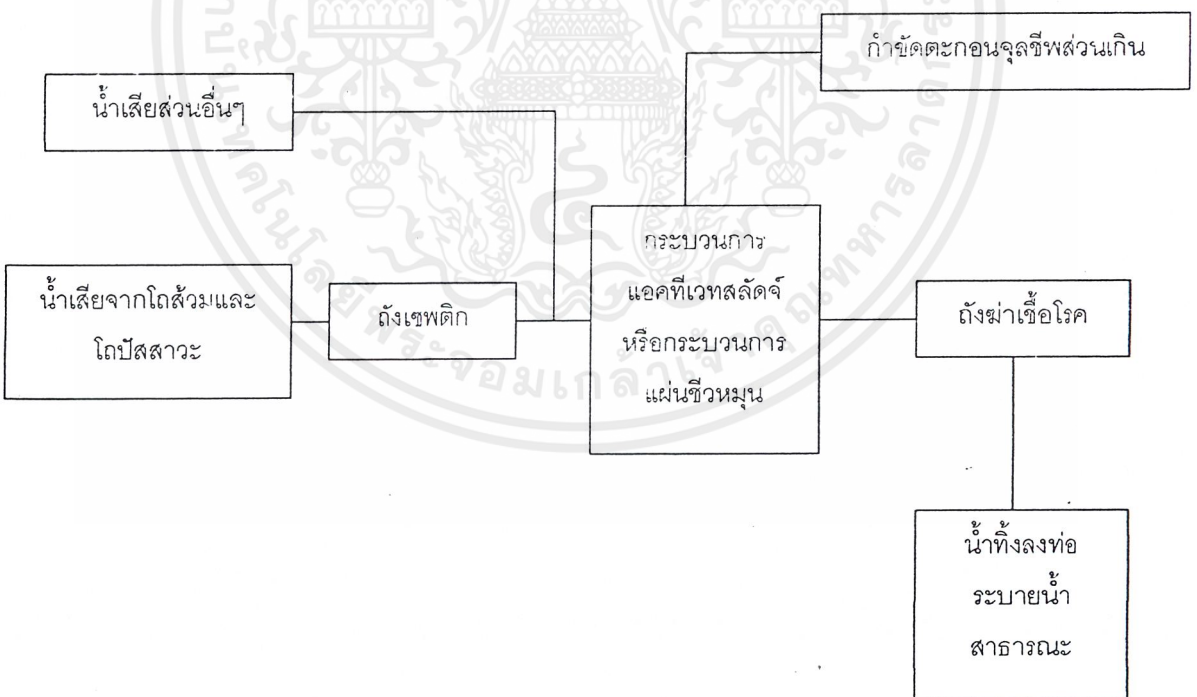 กำขัดตะกอนจุลชีพส่วนเกิน
น้ำเสียส่วนอื่นๆ
น้ำเสียจากโถส้วมและ
โถปัสสาวะ
ถังเซพติก
กระบวนการ
แอคทีเวทสลัดจ์
หรือกระบวนการ
แผ่นชีวหมุน
ถังฆ่าเชื้อโรค
น้ำทิ้งลงท่อ
ระบายน้ำ
สาธารณะ